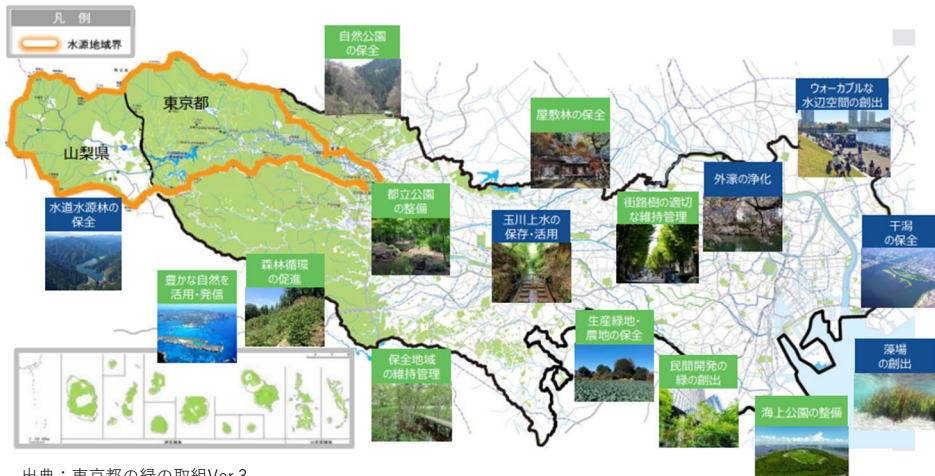 凡 例
水源地域界
自然公園
の保全
東京都
山梨県
ウォーカブルな
水辺空間の創出
屋敷林の保全
外濠の浄化
水道水源林の
保全
都立公園
の整備
玉川上水の
保存・活用
街路樹の適切
な維持管理
干潟
の保全
豊かな自然を
活用・発信
森林循環
の促進
生産緑地・
農地の保全
保全地域
の維持管理
民間開発の
緑の創出
藻場
の創出
海上公園の整備
出典：東京都の緑の取組Ver.3